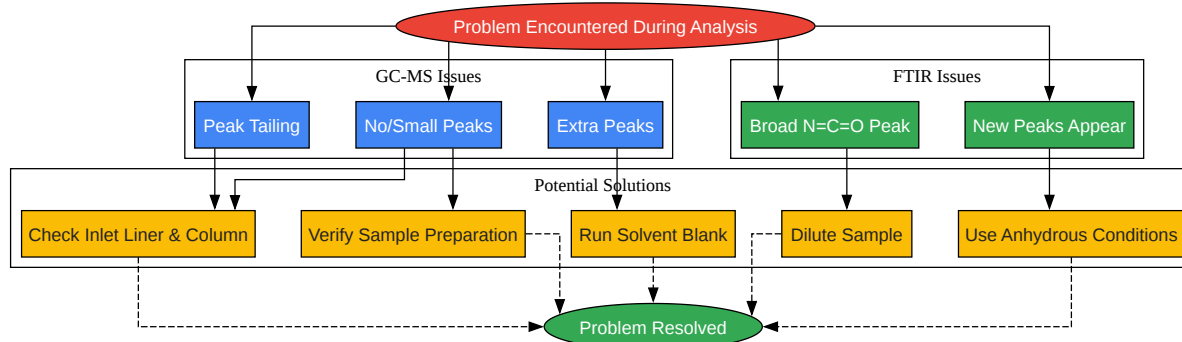 Problem Encountered During Analysis
GC-MS Issues
FTIR Issues
Peak Tailing
No/Small Peaks
Extra Peaks
Broad N=C=O Peak
New Peaks Appear
Potential Solutions
Check Inlet Liner & Column
Verify Sample Preparation
Run Solvent Blank
Dilute Sample
Use Anhydrous Conditions
Problem Resolved